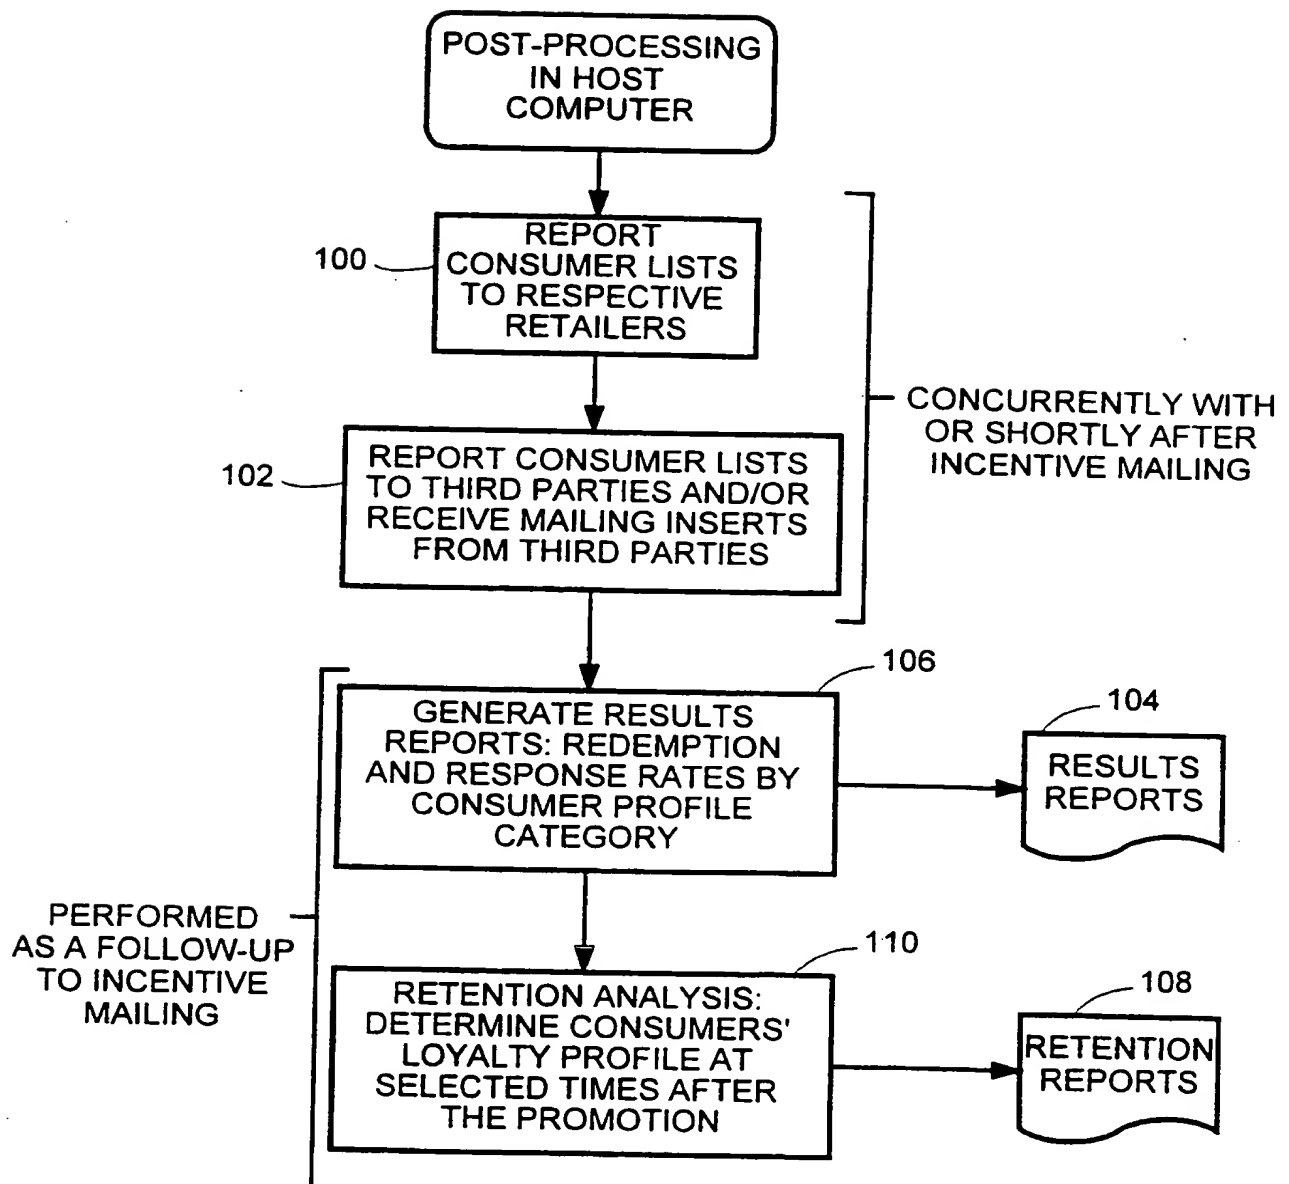 POST-PROCESSING
IN HOST
COMPUTER
100
REPORT
CONSUMER LISTS
TO RESPECTIVE
RETAILERS
CONCURRENTLY WITH
OR SHORTLY AFTER
INCENTIVE MAILING
102
REPORT CONSUMER LISTS
TO THIRD PARTIES AND/OR
RECEIVE MAILING INSERTS
FROM THIRD PARTIES
106
GENERATE RESULTS
REPORTS: REDEMPTION
AND RESPONSE RATES BY
CONSUMER PROFILE
CATEGORY
104
RESULTS
REPORTS
PERFORMED
AS A FOLLOW-UP
TO INCENTIVE
MAILING
110
RETENTION ANALYSIS:
DETERMINE CONSUMERS'
LOYALTY PROFILE AT
SELECTED TIMES AFTER
THE PROMOTION
108
RETENTION
REPORTS